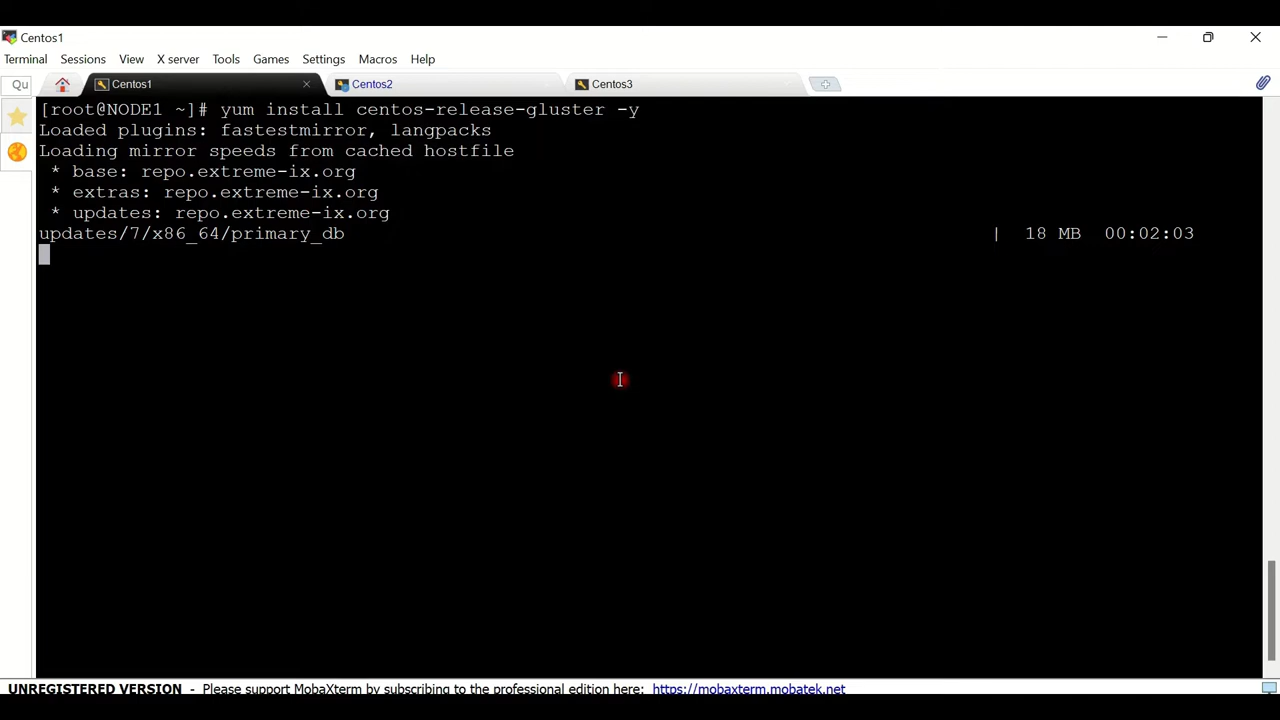 Centos1
Terminal Sessions View X server Tools Games Settings Macros Help
Qu Centos1 Centos2 Centos3
[root@NODE1 ~]# yum install centos-release-gluster -y
Loaded plugins: fastestmirror, langpacks
Loading mirror speeds from cached hostfile
* base: repo.extreme-ix.org
* extras: repo.extreme-ix.org
* updates: repo.extreme-ix.org
updates/7/x86_64/primary_db | 18 MB 00:02:03
UNREGISTERED VERSION - Please support MobaXterm by subscribing to the professional edition here: https://mobaxterm.mobatek.net